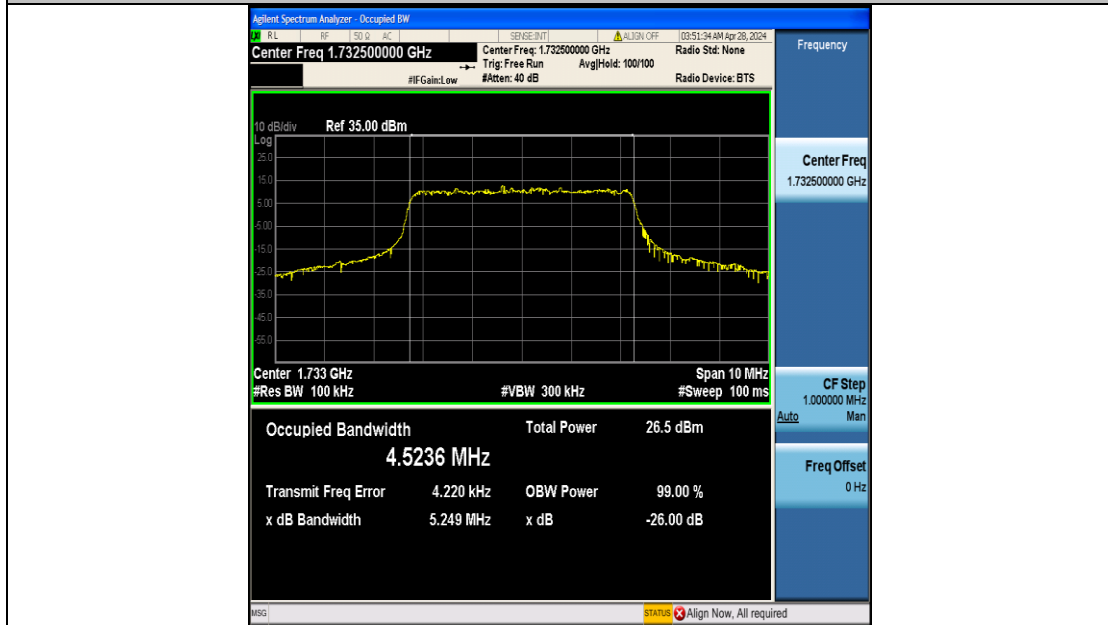 Agilent Spectrum Analyzer - Occupied BW
RL RF 50 Ω AC SENSE:INT ALIGN OFF 03:51:34 AM Apr 28, 2024
Center Freq 1.732500000 GHz
Center Freq: 1.732500000 GHz Radio Std: None
Trig: Free Run Avg|Hold: 100/100
#IFGain:Low #Atten: 40 dB Radio Device: BTS
10 dB/div Ref 35.00 dBm
Log
25.0
15.0
5.00
-5.00
-15.0
-25.0
-35.0
-45.0
-55.0
Center 1.733 GHz Span 10 MHz
#Res BW 100 kHz #VBW 300 kHz #Sweep 100 ms
Occupied Bandwidth Total Power 26.5 dBm
4.5236 MHz
Transmit Freq Error 4.220 kHz OBW Power 99.00 %
x dB Bandwidth 5.249 MHz x dB -26.00 dB
Frequency
Center Freq
1.732500000 GHz
CF Step
1.000000 MHz
Auto Man
Freq Offset
0 Hz
MSG STATUS Align Now, All required